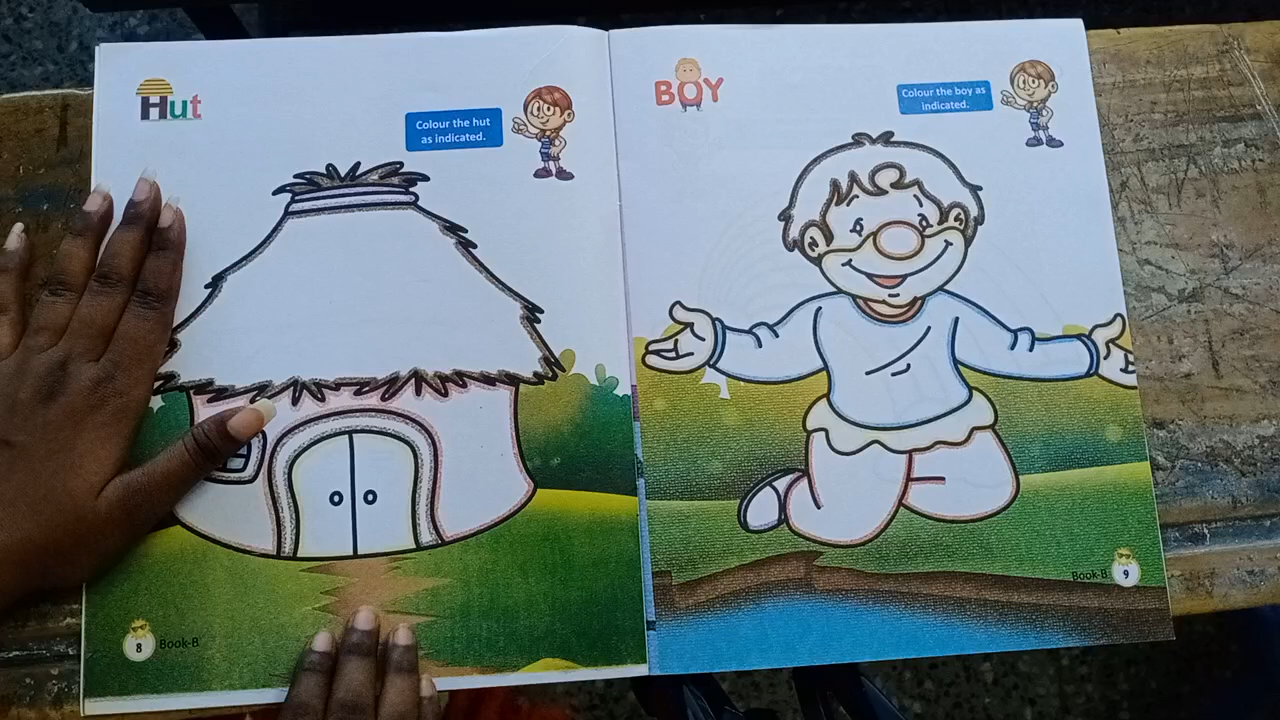 Hut
Colour the hut
as indicated.
8 Book-B
BOY
Colour the boy as
indicated.
Book-B 9